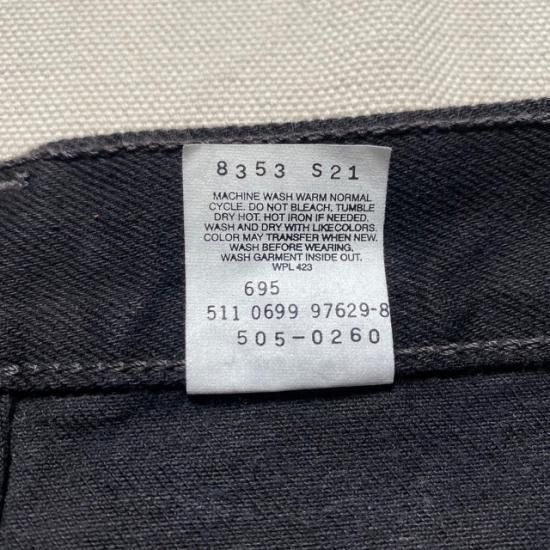 8353 S21
MACHINE WASH WARM NORMAL
CYCLE. DO NOT BLEACH. TUMBLE
DRY HOT. HOT IRON IF NEEDED.
WASH AND DRY WITH LIKE COLORS.
COLOR MAY TRANSFER WHEN NEW.
WASH BEFORE WEARING.
WASH GARMENT INSIDE OUT.
WPL 423
695
511 0699 97629-8
505-0260